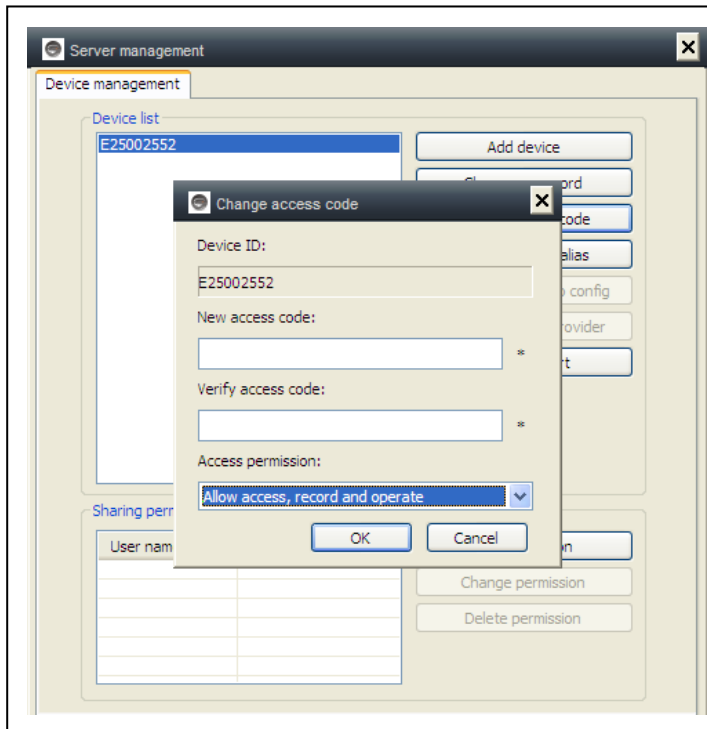 Server management
Device management
Device list
E25002552
Add device
ord
Change access code
code
Device ID:
alias
E25002552
config
New access code:
rovider
*
rt
Verify access code:
*
Access permission:
Allow access, record and operate
Sharing perr
OK
Cancel
User nam
on
Change permission
Delete permission